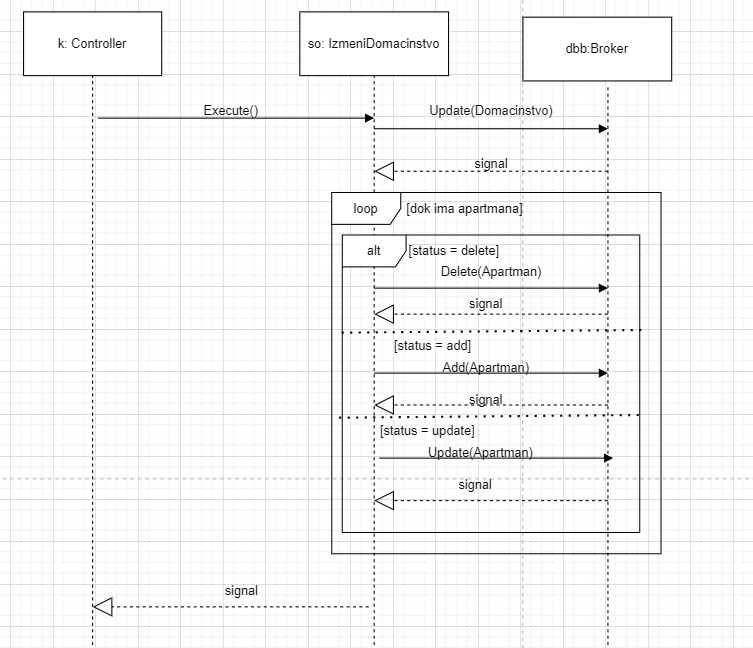 k: Controller
so: IzmeniDomacinstvo
dbb:Broker
Execute()
Update(Domacinstvo)
signal
loop
[dok ima apartmana]
alt
[status = delete]
Delete(Apartman)
signal
[status = add]
Add(Apartman)
signal
[status = update]
Update(Apartman)
signal
signal